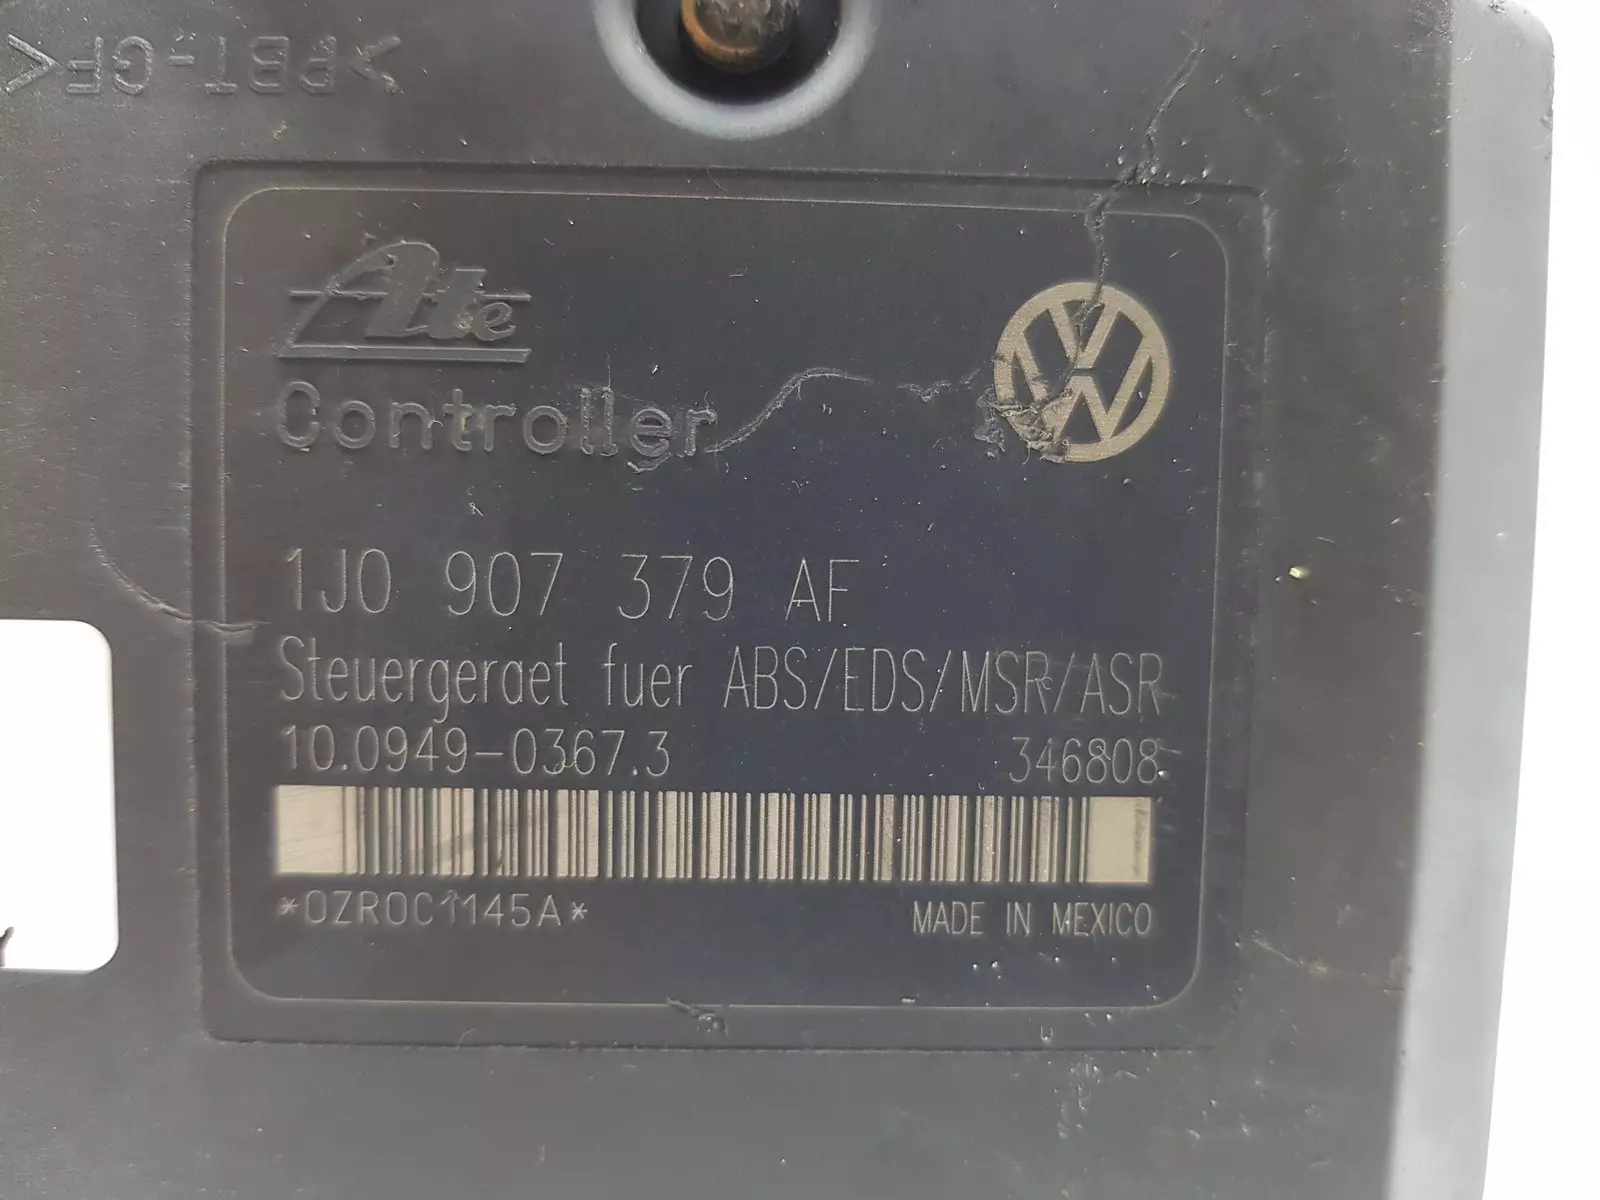 >PBT-GF<
Ate
Controller
1J0 907 379 AF
Steuergeraet fuer ABS/EDS/MSR/ASR
10.0949-0367.3 346808
*0ZR0C1145A* MADE IN MEXICO